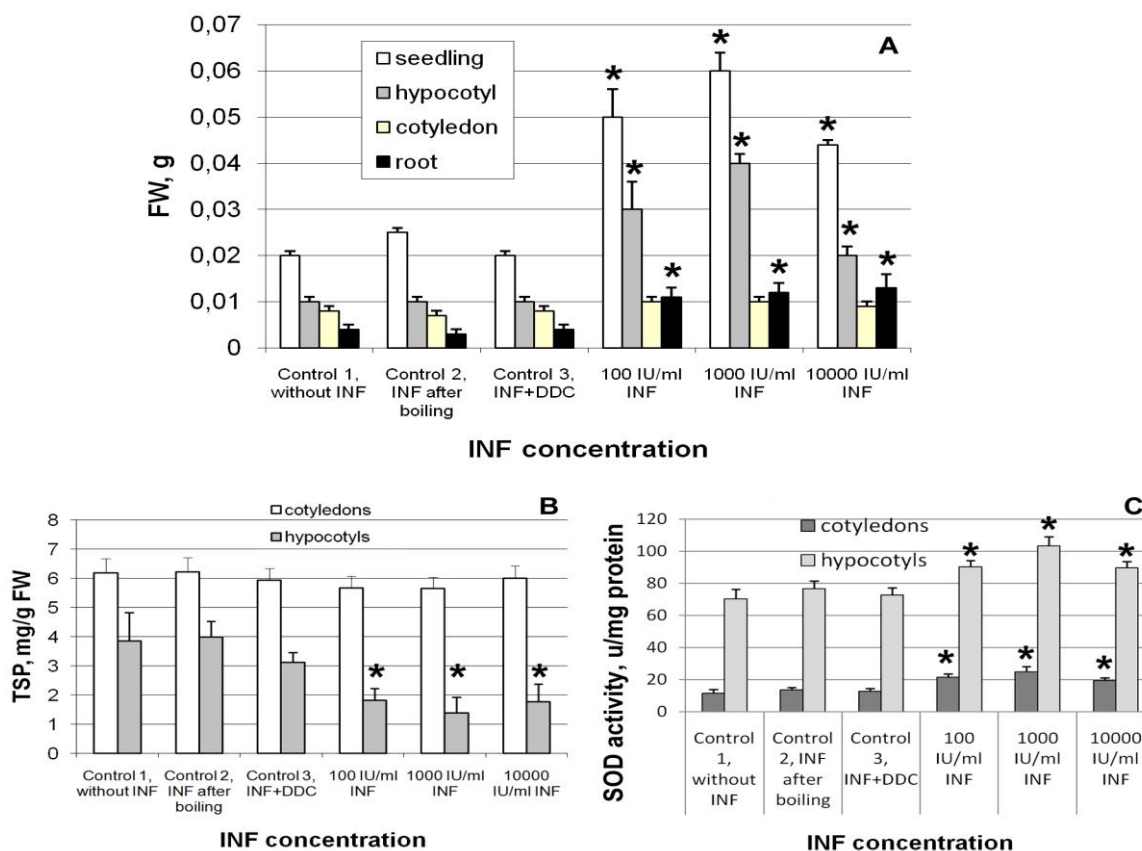 A
0,07
0,06
0,05
0,04
0,03
0,02
0,01
0
FW, g
seedling
hypocotyl
cotyledon
root
* * * * * * * * *
Control 1,
without INF
Control 2,
INF after
boiling
Control 3,
INF+DDC
100 IU/ml
INF
1000 IU/ml
INF
10000 IU/ml
INF
INF concentration
B
8
7
6
5
4
3
2
1
0
TSP, mg/g FW
cotyledons
hypocotyls
* * *
Control 1,
without INF
Control 2,
INF after
boiling
Control 3,
INF+DDC
100 IU/ml
INF
1000 IU/ml
INF
10000
IU/ml INF
INF concentration
C
120
100
80
60
40
20
0
SOD activity, u/mg protein
cotyledons
hypocotyls
* * * * * *
Control
1,
without
INF
Control
2, INF
after
boiling
Control
3,
INF+DDC
100
IU/ml
INF
1000
IU/ml
INF
10000
IU/ml
INF
INF concentration